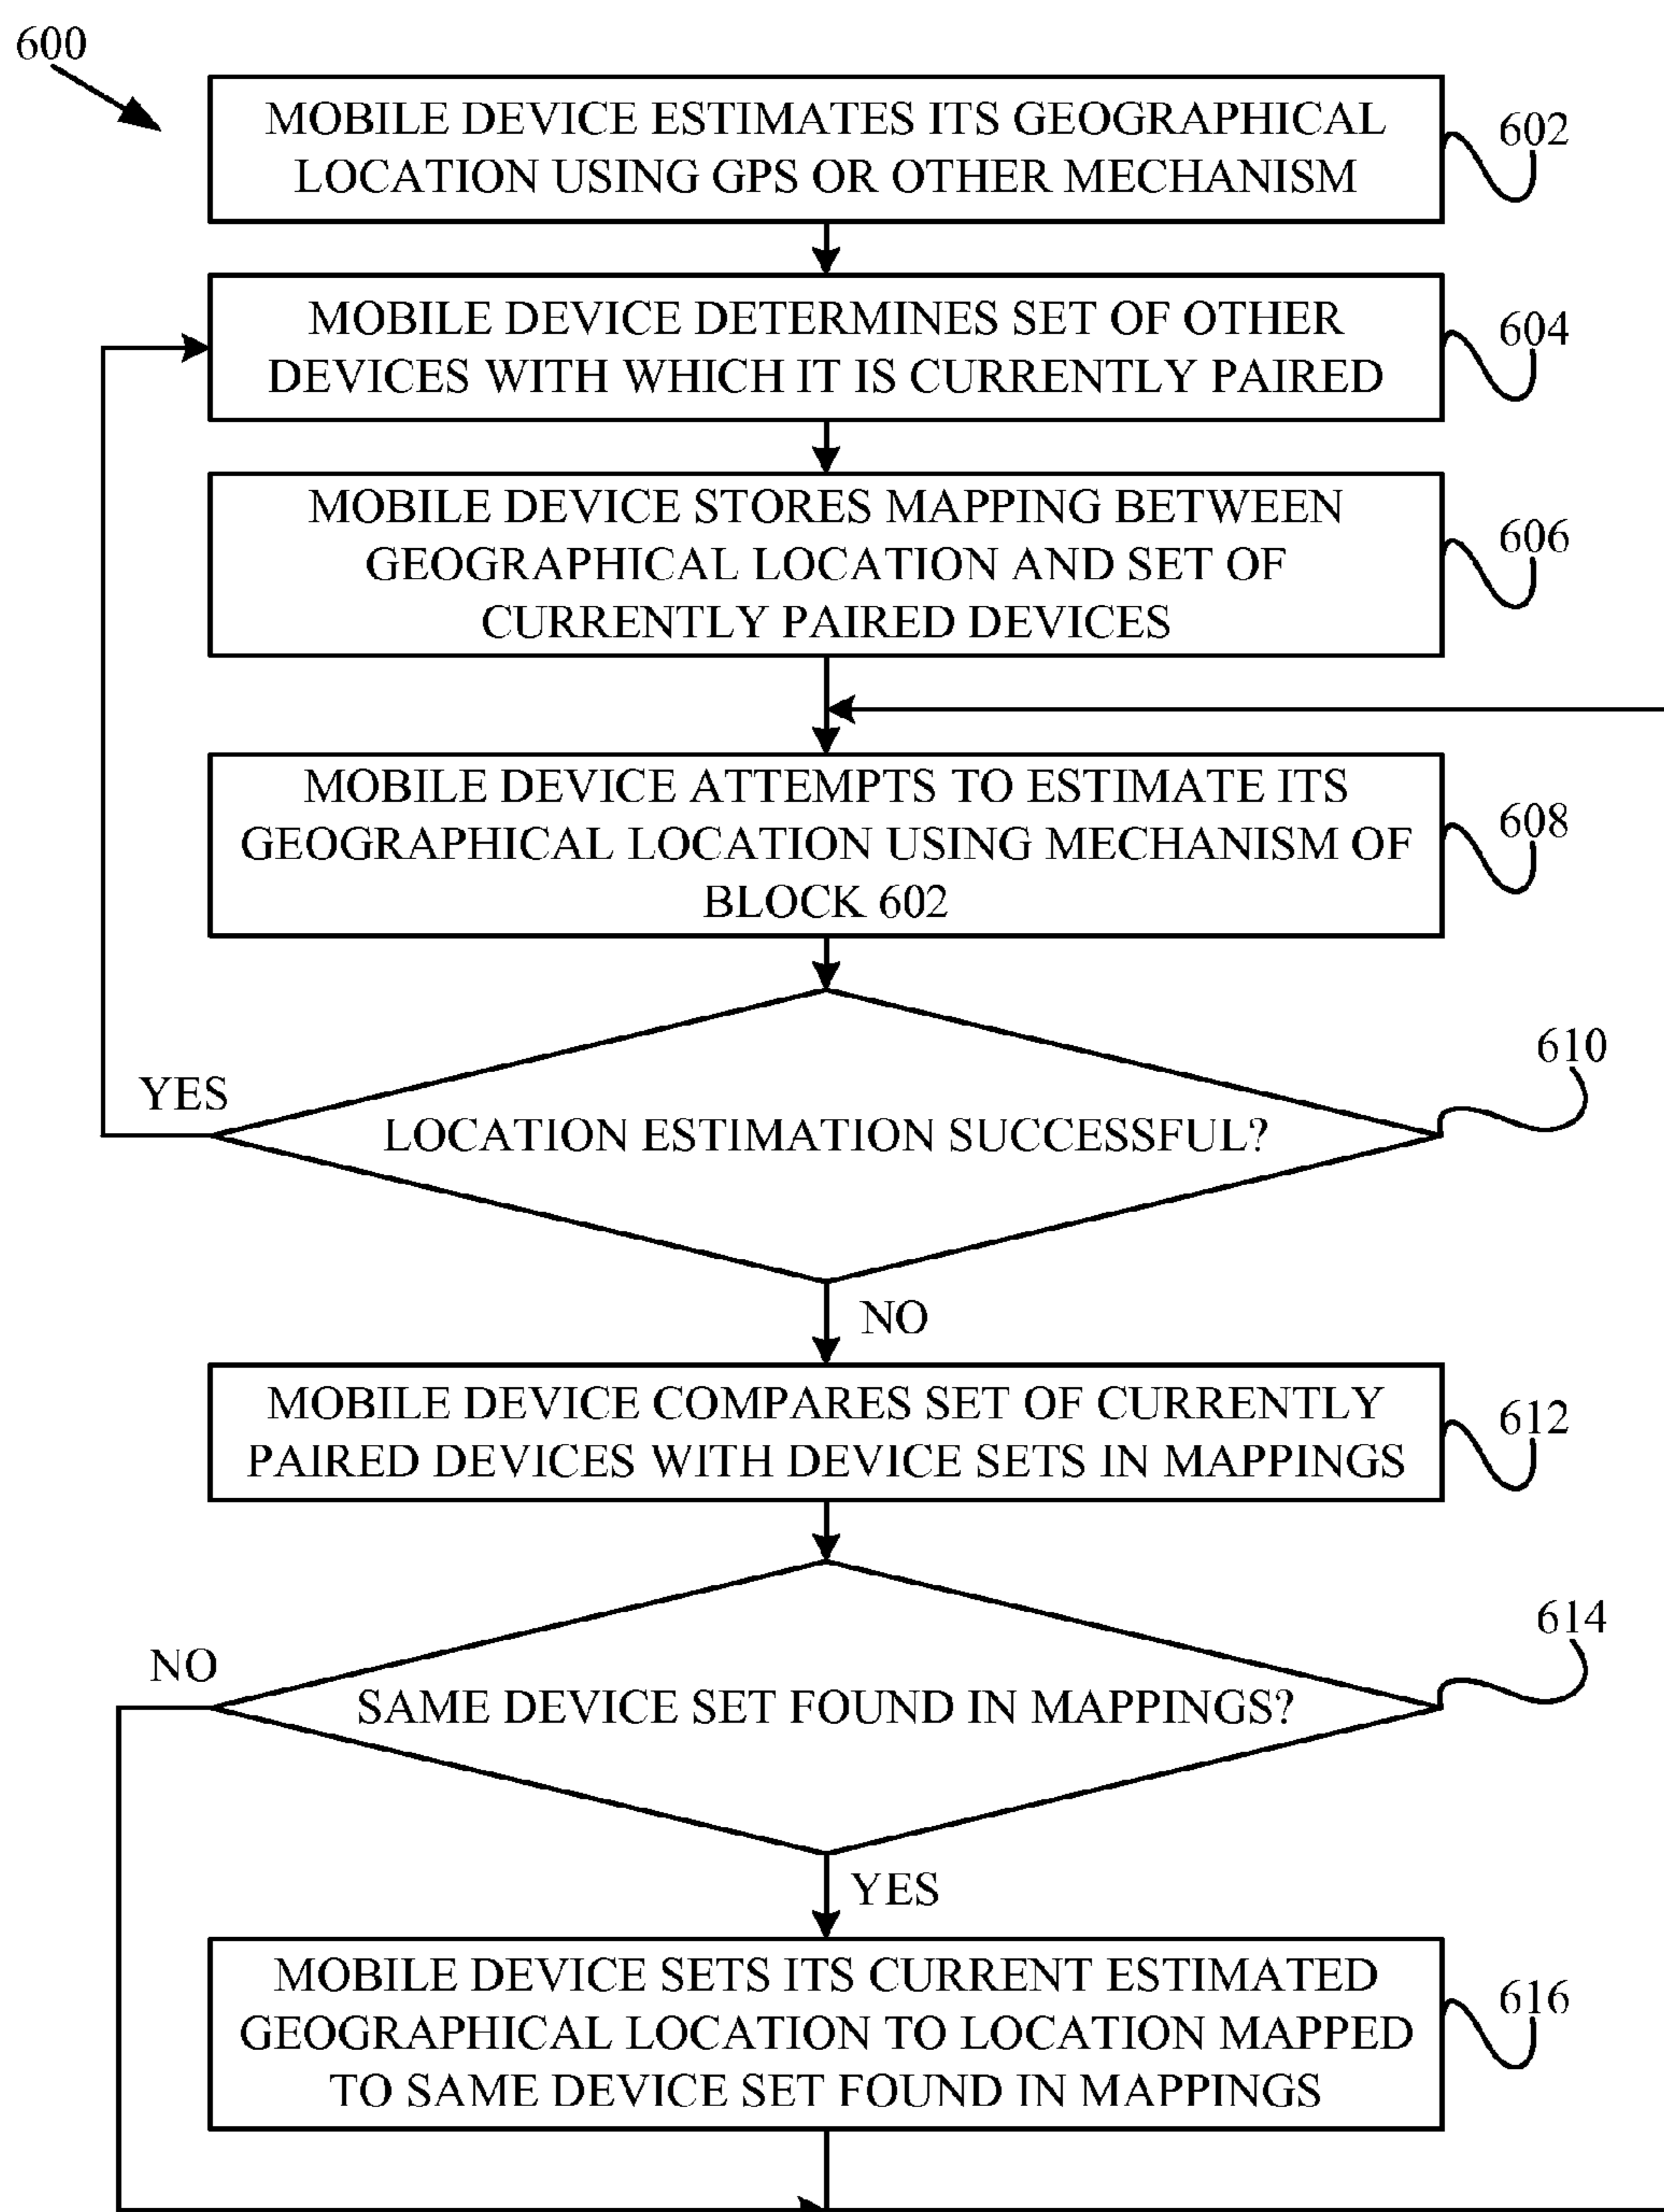 600
MOBILE DEVICE ESTIMATES ITS GEOGRAPHICAL
LOCATION USING GPS OR OTHER MECHANISM
602
MOBILE DEVICE DETERMINES SET OF OTHER
DEVICES WITH WHICH IT IS CURRENTLY PAIRED
604
MOBILE DEVICE STORES MAPPING BETWEEN
GEOGRAPHICAL LOCATION AND SET OF
CURRENTLY PAIRED DEVICES
606
MOBILE DEVICE ATTEMPTS TO ESTIMATE ITS
GEOGRAPHICAL LOCATION USING MECHANISM OF
BLOCK 602
608
610
YES
LOCATION ESTIMATION SUCCESSFUL?
NO
MOBILE DEVICE COMPARES SET OF CURRENTLY
PAIRED DEVICES WITH DEVICE SETS IN MAPPINGS
612
614
NO
SAME DEVICE SET FOUND IN MAPPINGS?
YES
MOBILE DEVICE SETS ITS CURRENT ESTIMATED
GEOGRAPHICAL LOCATION TO LOCATION MAPPED
TO SAME DEVICE SET FOUND IN MAPPINGS
616